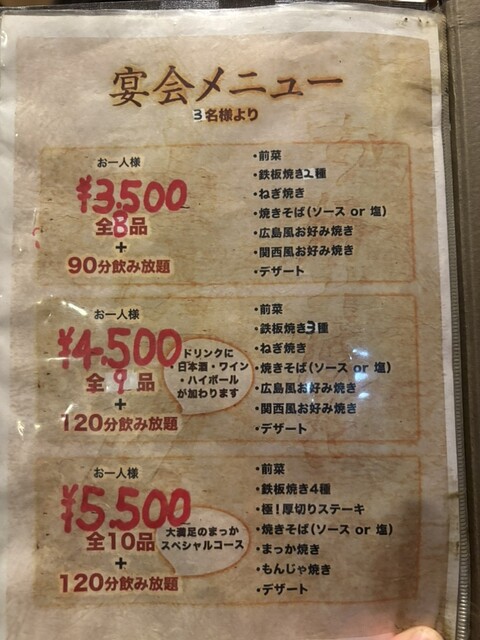 宴会メニュー
3名様より
お一人様
¥3.500
全8品
+
90分飲み放題
・前菜
・鉄板焼き2種
・ねぎ焼き
・焼きそば(ソース or 塩)
・広島風お好み焼き
・関西風お好み焼き
・デザート
お一人様
¥4.500
全9品
+
120分飲み放題
ドリンクに
・日本酒・ワイン
・ハイボール
が加わります
・前菜
・鉄板焼き3種
・ねぎ焼き
・焼きそば(ソース or 塩)
・広島風お好み焼き
・関西風お好み焼き
・デザート
お一人様
¥5.500
全10品
+
120分飲み放題
大満足のまっか
スペシャルコース
・前菜
・鉄板焼き4種
・極!厚切りステーキ
・焼きそば(ソース or 塩)
・まっか焼き
・もんじゃ焼き
・デザート